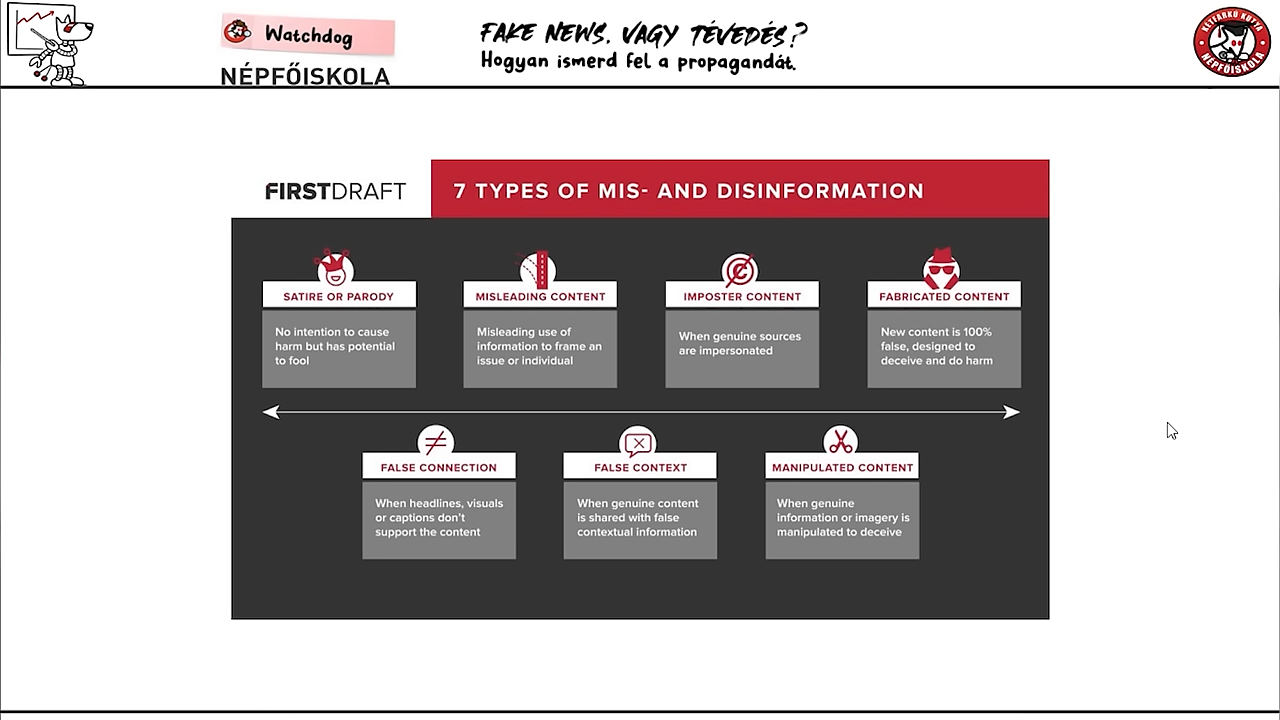 Watchdog
NÉPFŐISKOLA
FAKE NEWS, VAGY TÉVEDÉS?
Hogyan ismerd fel a propagandát.
KÉTFARKÚ KUTYA
NÉPFŐISKOLA
FIRSTDRAFT
7 TYPES OF MIS- AND DISINFORMATION
SATIRE OR PARODY
No intention to cause
harm but has potential
to fool
MISLEADING CONTENT
Misleading use of
information to frame an
issue or individual
IMPOSTER CONTENT
When genuine sources
are impersonated
FABRICATED CONTENT
New content is 100%
false, designed to
deceive and do harm
FALSE CONNECTION
When headlines, visuals
or captions don't
support the content
FALSE CONTEXT
When genuine content
is shared with false
contextual information
MANIPULATED CONTENT
When genuine
information or imagery is
manipulated to deceive